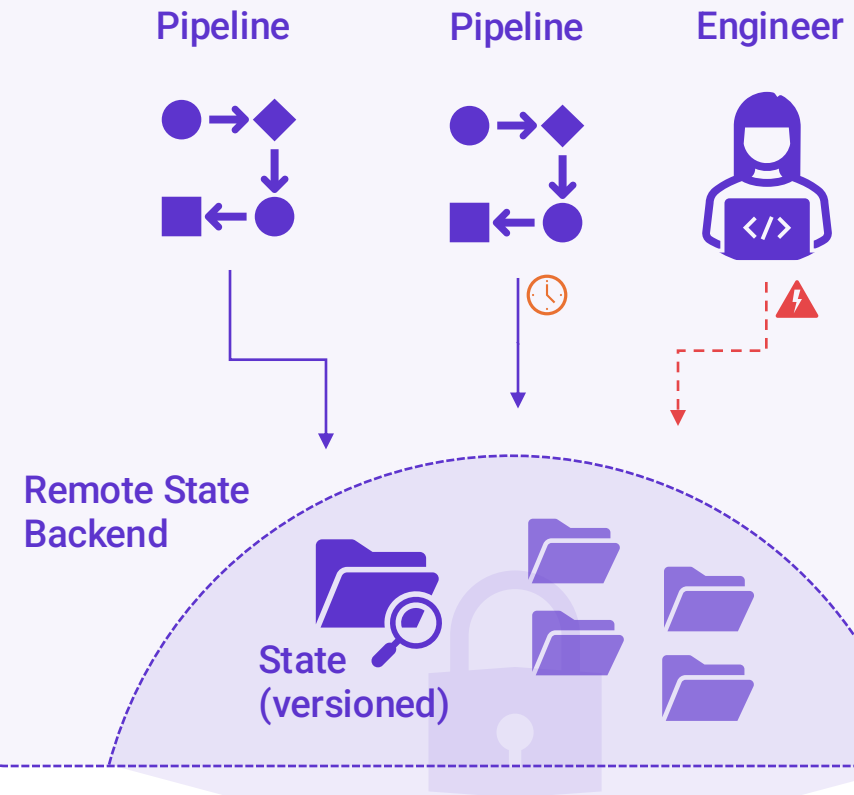 Pipeline
Pipeline
Engineer
</>
Remote State
Backend
State
(versioned)